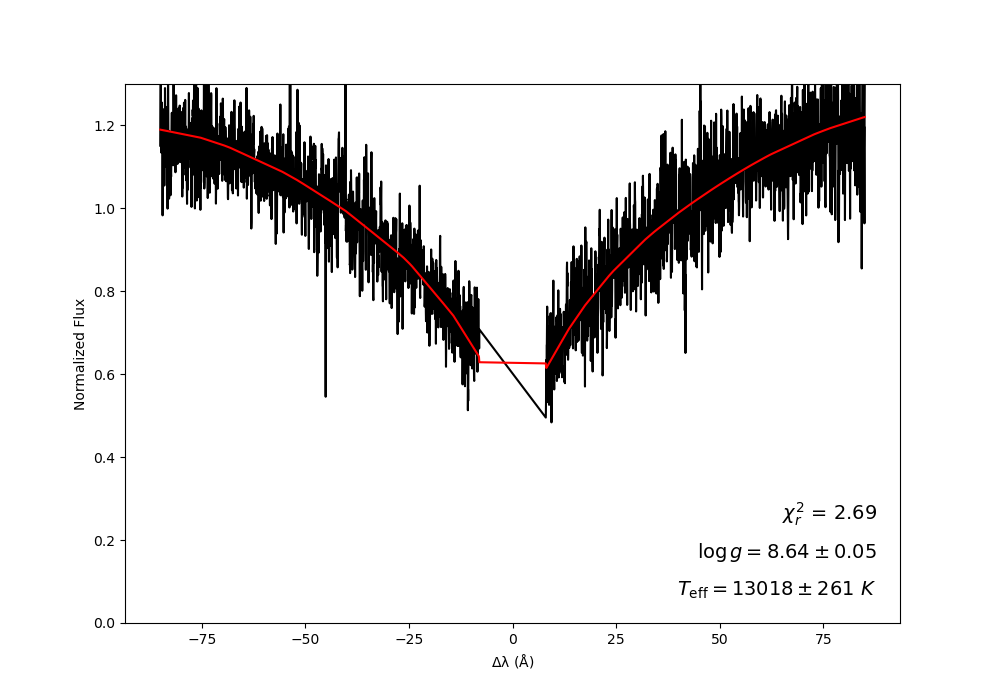 1.2
1.0
0.8
0.6
0.4
0.2
0.0
Normalized Flux
χ²ᵣ = 2.69
log g = 8.64 ± 0.05
T_eff = 13018 ± 261 K
−75 −50 −25 0 25 50 75
Δλ (Å)